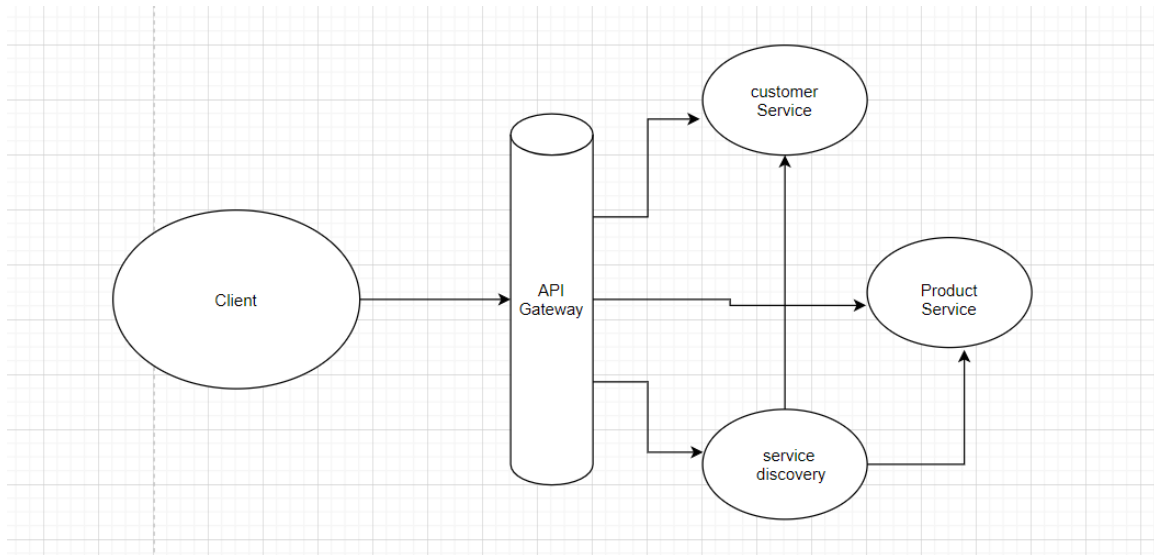 customer
Service
Client
API
Gateway
Product
Service
service
discovery